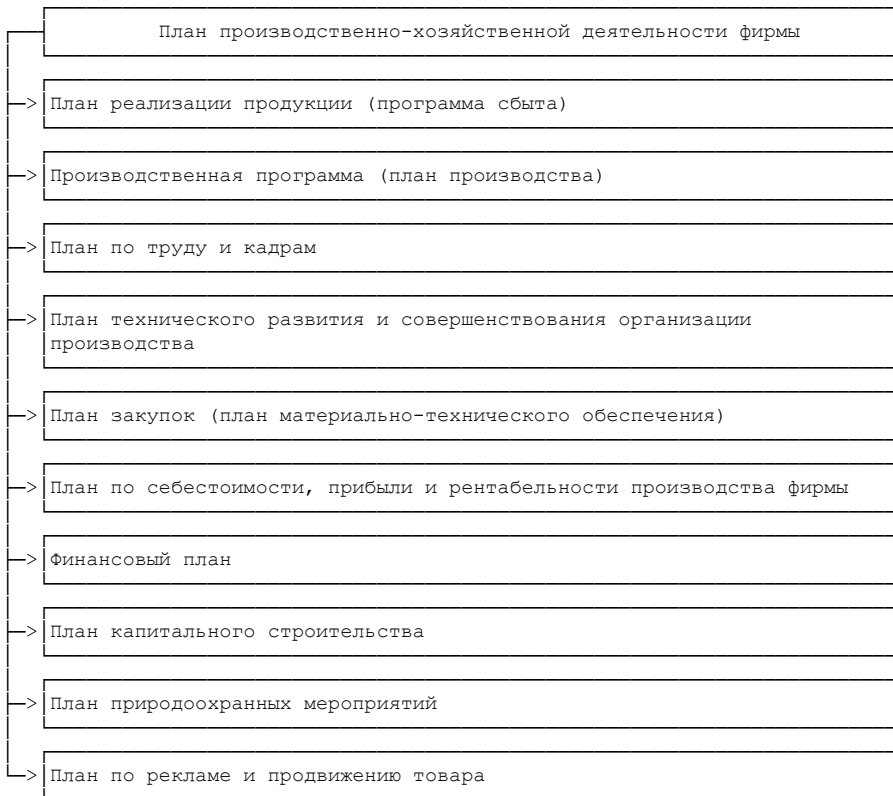 План производственно-хозяйственной деятельности фирмы
План реализации продукции (программа сбыта)
Производственная программа (план производства)
План по труду и кадрам
План технического развития и совершенствования организации
производства
План закупок (план материально-технического обеспечения)
План по себестоимости, прибыли и рентабельности производства фирмы
Финансовый план
План капитального строительства
План природоохранных мероприятий
План по рекламе и продвижению товара